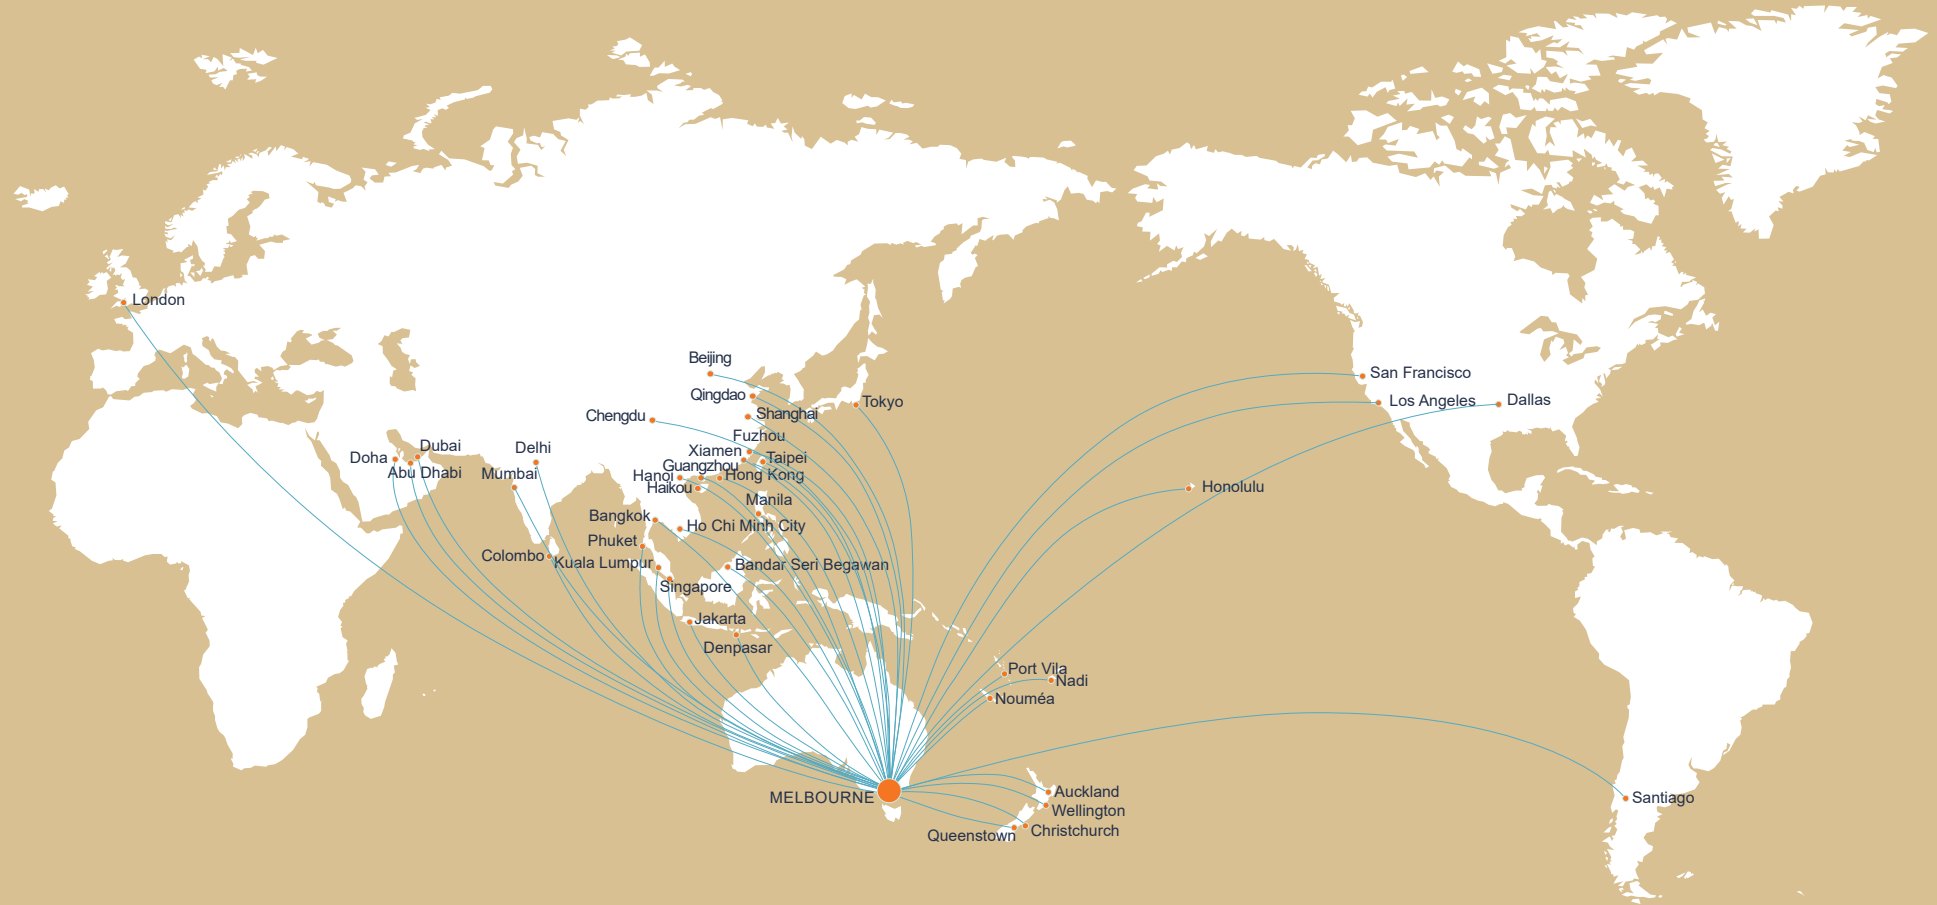 London
Beijing
San Francisco
Qingdao
Tokyo
Los Angeles
Dallas
Chengdu
Shanghai
Fuzhou
Dubai
Delhi
Xiamen
Taipei
Doha
Guangzhou
Abu Dhabi
Mumbai
Hanoi
Hong Kong
Haikou
Honolulu
Manila
Bangkok
Ho Chi Minh City
Phuket
Colombo
Kuala Lumpur
Bandar Seri Begawan
Singapore
Jakarta
Denpasar
Port Vila
Nadi
Nouméa
MELBOURNE
Auckland
Santiago
Wellington
Christchurch
Queenstown